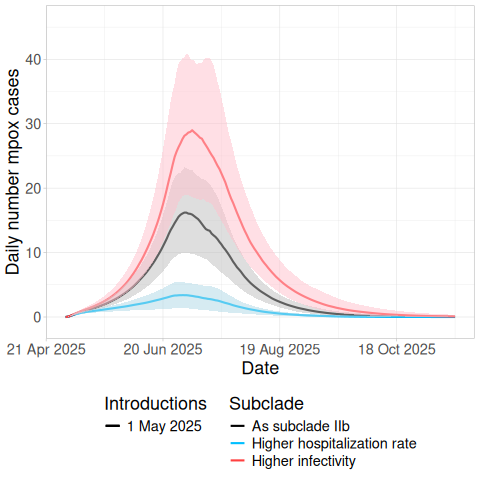 Daily number mpox cases
40
30
20
10
0
21 Apr 2025 20 Jun 2025 19 Aug 2025 18 Oct 2025
Date
Introductions Subclade
1 May 2025 As subclade IIb
Higher hospitalization rate
Higher infectivity